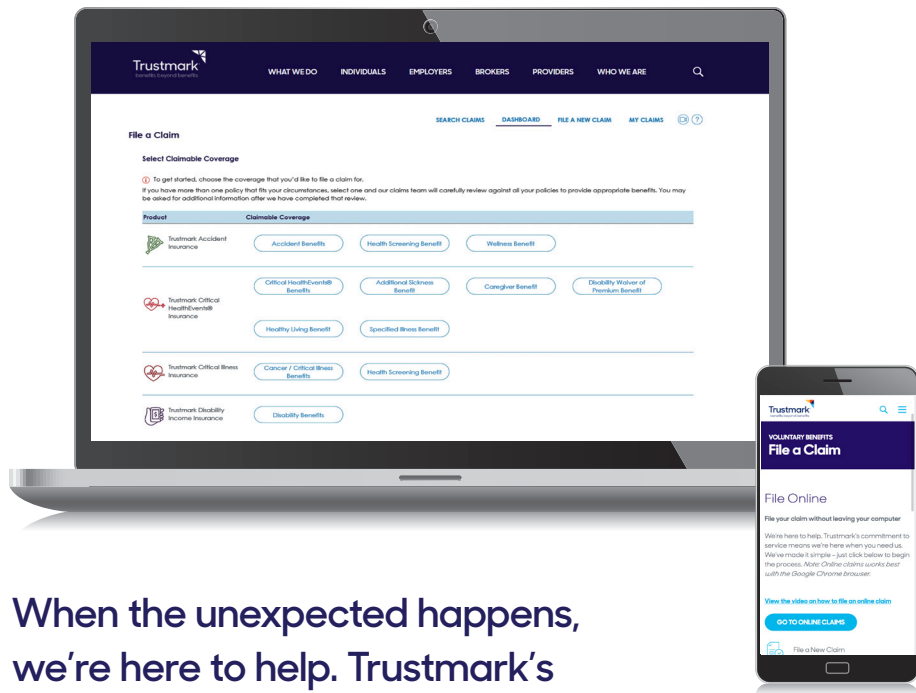 Trustmark
benefits beyond benefits
WHAT WE DO
INDIVIDUALS
EMPLOYERS
BROKERS
PROVIDERS
WHO WE ARE
SEARCH CLAIMS
DASHBOARD
FILE A NEW CLAIM
MY CLAIMS
?
File a Claim
Select Claimable Coverage
To get started, choose the coverage that you'd like to file a claim for.
If you have more than one policy that fits your circumstances, select one and our claims team will carefully review against all your policies to provide appropriate benefits. You may
be asked for additional information after we have completed that review.
Product
Claimable Coverage
Trustmark Accident
Insurance
Accident Benefits
Health Screening Benefit
Wellness Benefit
Trustmark Critical
HealthEvents®
Insurance
Critical HealthEvents®
Benefits
Additional Sickness
Benefit
Caregiver Benefit
Disability Waiver of
Premium Benefit
Healthy Living Benefit
Specified Illness Benefit
Trustmark Critical Illness
Insurance
Cancer / Critical Illness
Benefits
Health Screening Benefit
Trustmark Disability
Income Insurance
Disability Benefits
Trustmark
benefits beyond benefits
VOLUNTARY BENEFITS
File a Claim
File Online
File your claim without leaving your computer
We're here to help. Trustmark's commitment to
service means we're here when you need us.
We've made it simple – just click below to begin
the process. Note: Online claims works best
with the Google Chrome browser.
View the video on how to file an online claim
GO TO ONLINE CLAIMS
File a New Claim
When the unexpected happens,
we're here to help. Trustmark's